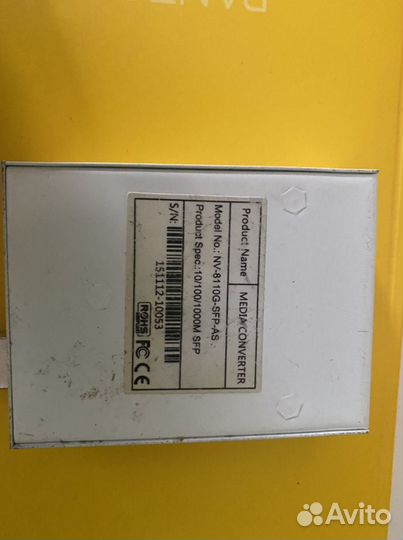 Product Name MEDIA CONVERTER
Model No.: NV-8110G-SFP-AS
Product Spec.:10/100/1000M SFP
S/N:
151112-10053
ROHS FC CE
Avito